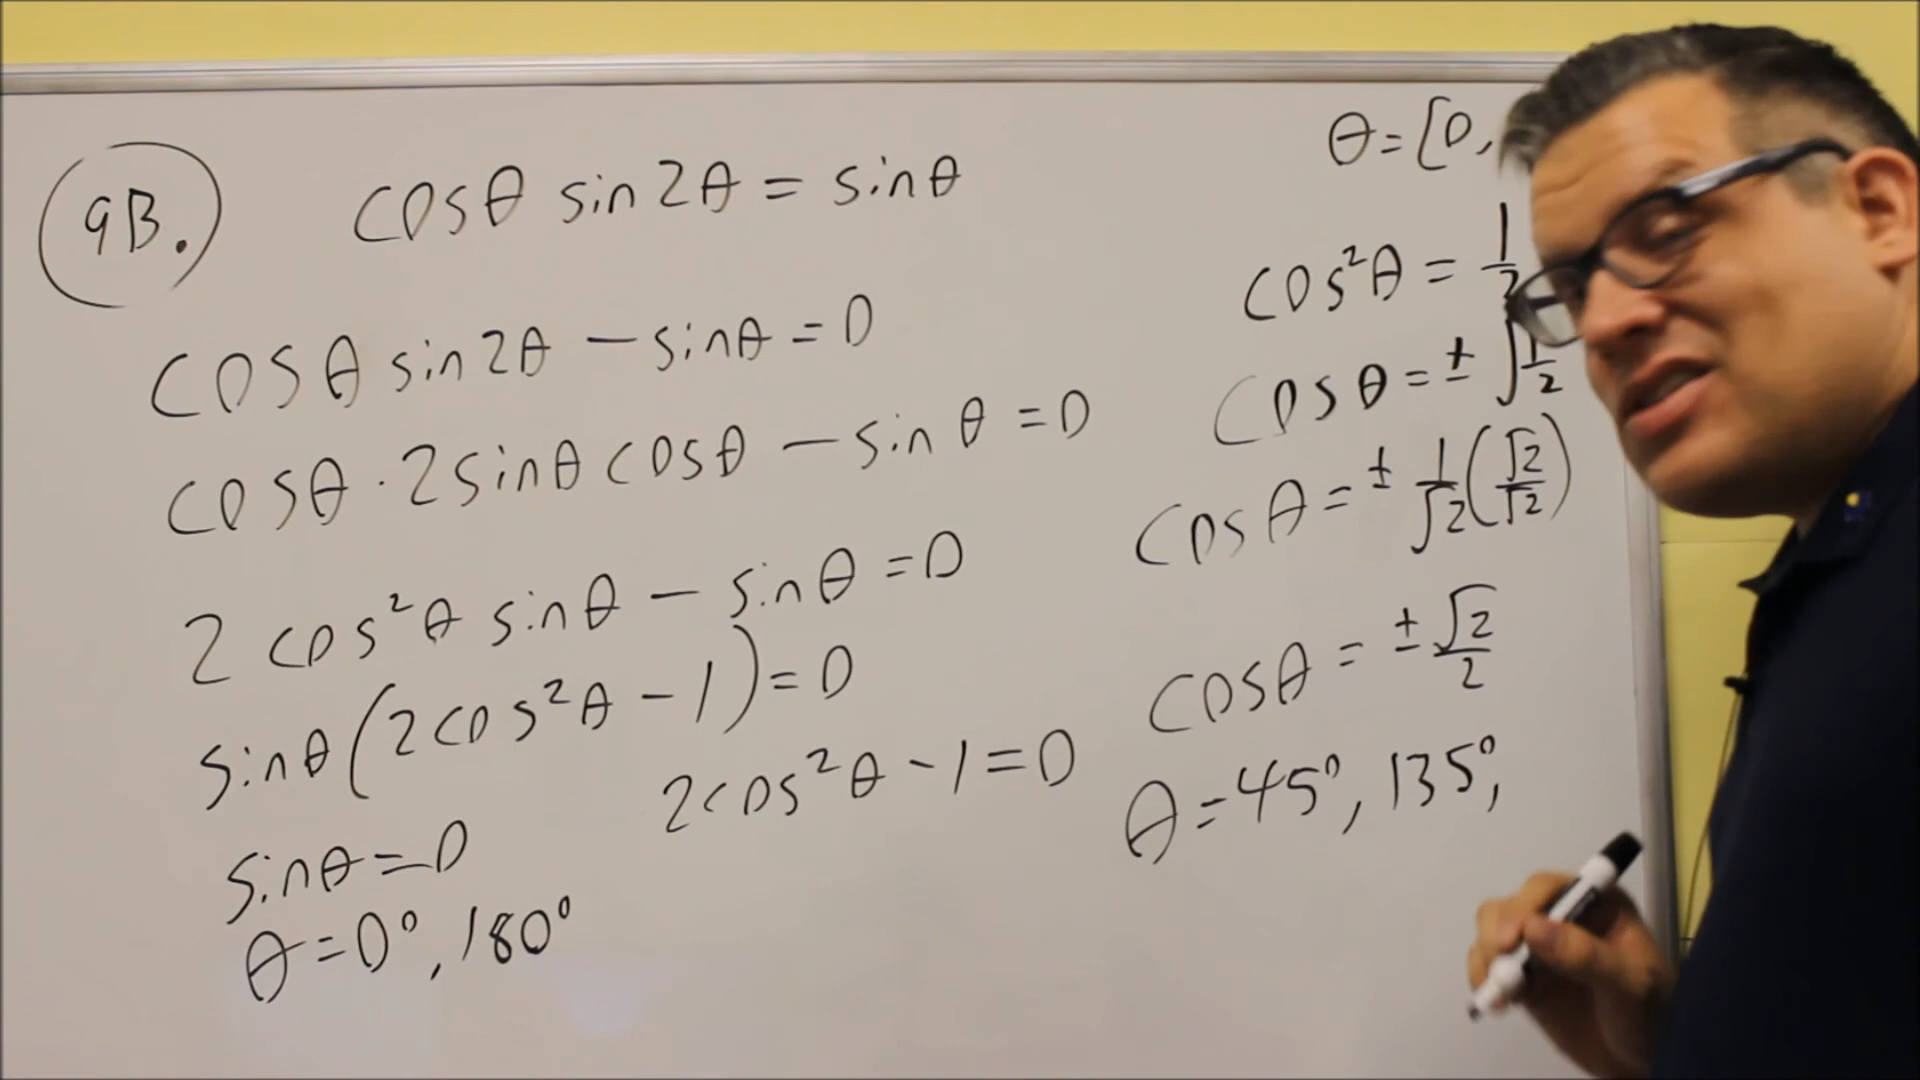 9B.
cosθ sin2θ = sinθ
cosθ sin2θ - sinθ = 0
cosθ · 2sinθcosθ - sinθ = 0
2cos²θ sinθ - sinθ = 0
sinθ(2cos²θ - 1) = 0
sinθ = 0
θ = 0°, 180°
2cos²θ - 1 = 0
θ = [0,
cos²θ = 1/2
cosθ = ±√1/2
cosθ = ± 1/√2 (√2/√2)
cosθ = ±√2/2
θ = 45°, 135°,